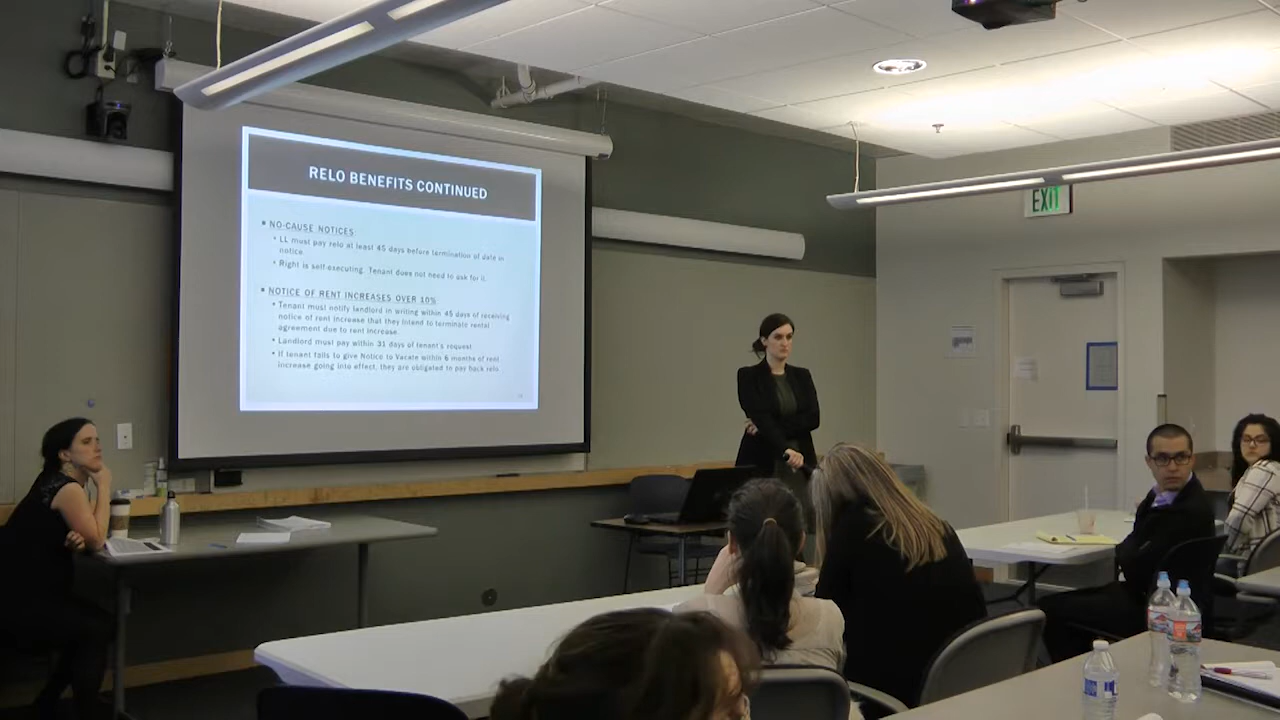 RELO BENEFITS CONTINUED
NO-CAUSE NOTICES
LL must pay relo at least 45 days before termination of date in
notice.
Right is self-executing. Tenant does not need to ask for it.
NOTICE OF RENT INCREASES OVER 10%
Tenant must notify landlord in writing within 45 days of receiving
notice of rent increase that they intend to terminate rental
agreement due to rent increase.
Landlord must pay within 31 days of tenant's request
If tenant fails to give Notice to Vacate within 6 months of rent
increase going into effect, they are obligated to pay back relo
EXIT